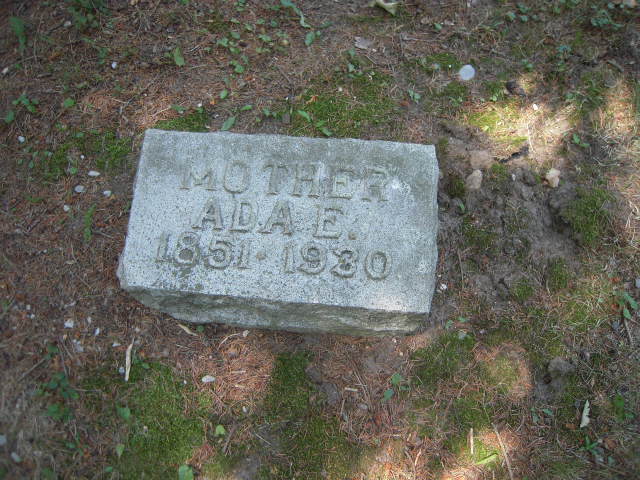 MOTHER
ADA E.
1851 · 1930